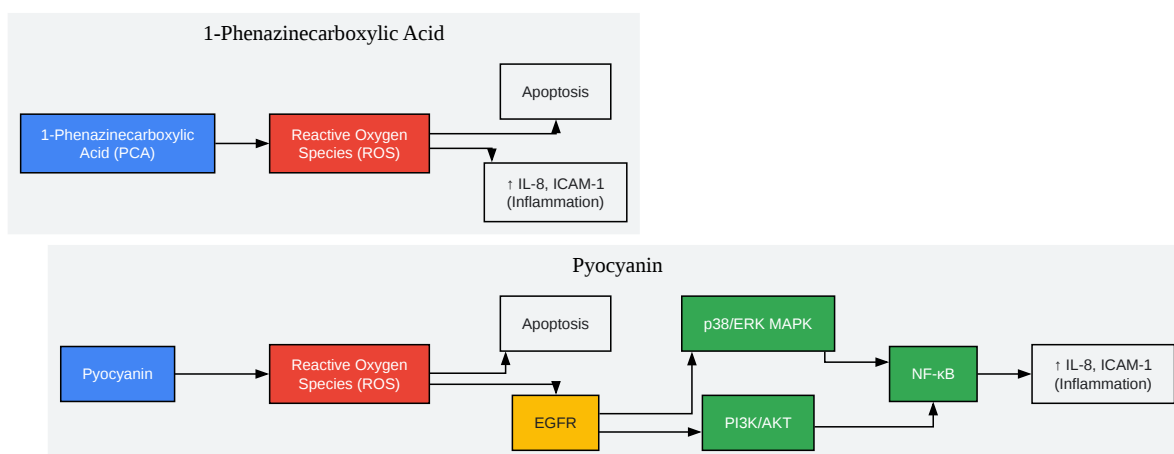 1-Phenazinecarboxylic Acid
Apoptosis
1-Phenazinecarboxylic
Acid (PCA)
Reactive Oxygen
Species (ROS)
↑ IL-8, ICAM-1
(Inflammation)
Pyocyanin
Apoptosis
p38/ERK MAPK
Pyocyanin
Reactive Oxygen
Species (ROS)
NF-κB
↑ IL-8, ICAM-1
(Inflammation)
EGFR
PI3K/AKT